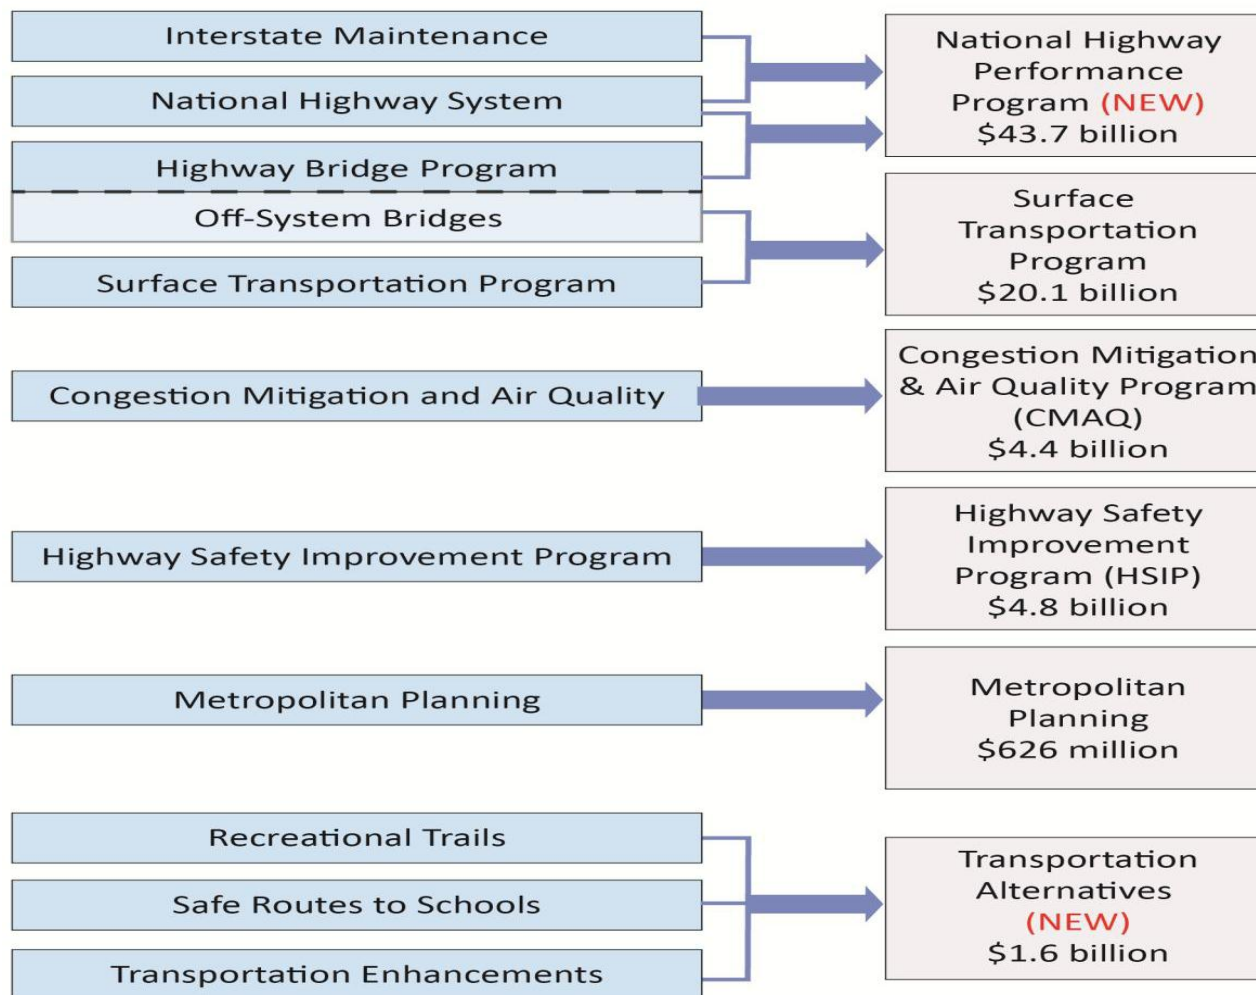 Interstate Maintenance
National Highway System
Highway Bridge Program
Off-System Bridges
Surface Transportation Program
Congestion Mitigation and Air Quality
Highway Safety Improvement Program
Metropolitan Planning
Recreational Trails
Safe Routes to Schools
Transportation Enhancements
National Highway
Performance
Program (NEW)
$43.7 billion
Surface
Transportation
Program
$20.1 billion
Congestion Mitigation
& Air Quality Program
(CMAQ)
$4.4 billion
Highway Safety
Improvement
Program (HSIP)
$4.8 billion
Metropolitan
Planning
$626 million
Transportation
Alternatives
(NEW)
$1.6 billion